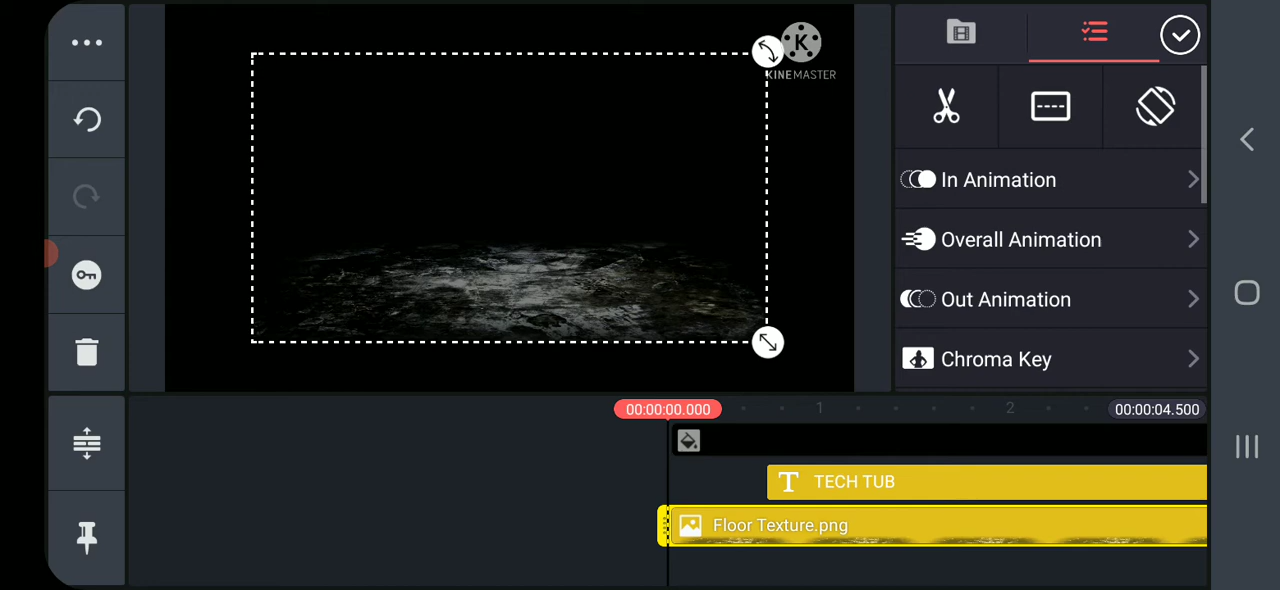 K
KINEMASTER
In Animation
Overall Animation
Out Animation
Chroma Key
00:00:00.000
1
2
00:00:04.500
T TECH TUB
Floor Texture.png